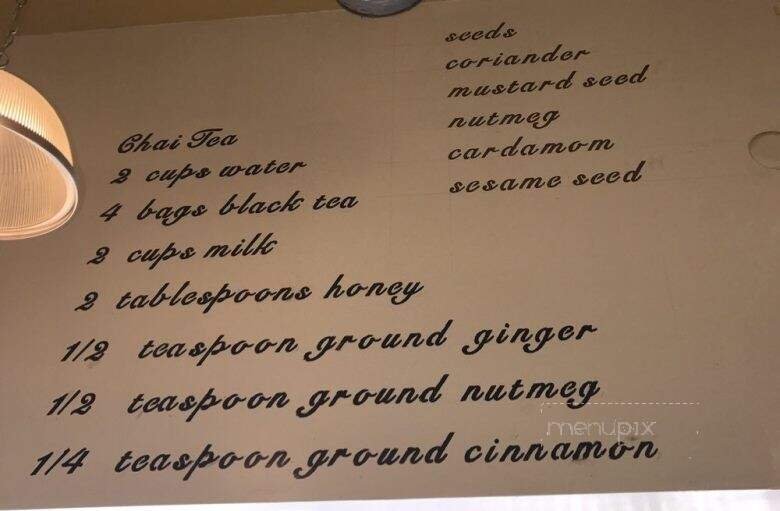 Chai Tea
2 cups water
4 bags black tea
2 cups milk
2 tablespoons honey
1/2 teaspoon ground ginger
1/2 teaspoon ground nutmeg
1/4 teaspoon ground cinnamon
seeds
coriander
mustard seed
nutmeg
cardamom
sesame seed
menupix